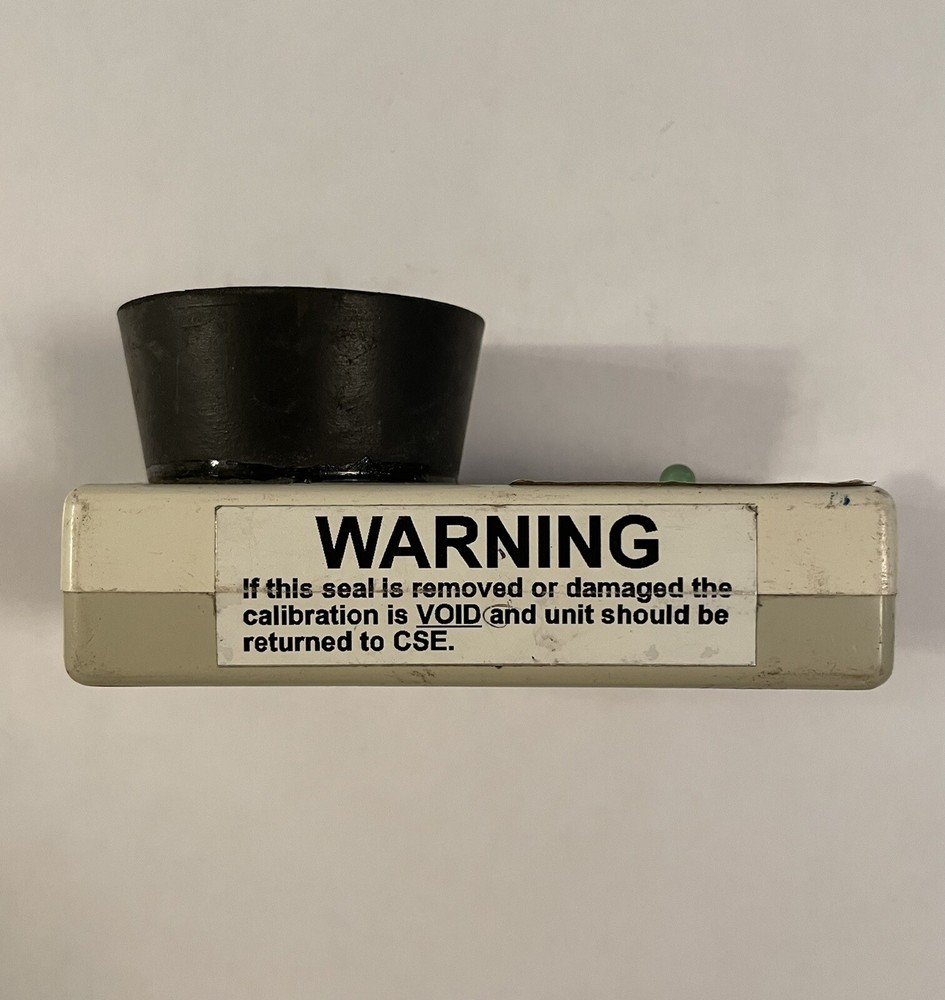 WARNING
If this seal is removed or damaged the
calibration is VOID and unit should be
returned to CSE.